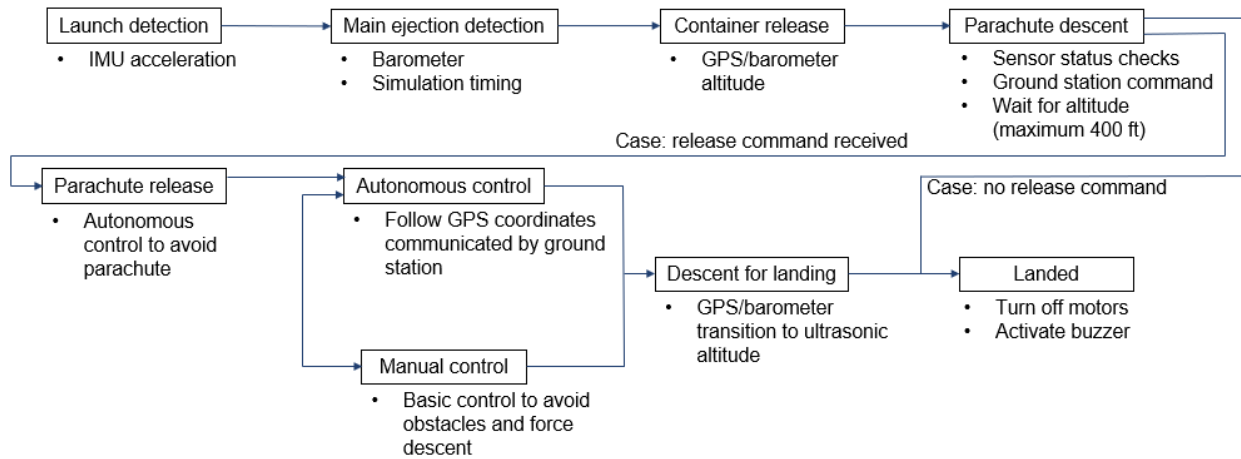 Launch detection
• IMU acceleration
Main ejection detection
• Barometer
• Simulation timing
Container release
• GPS/barometer
altitude
Parachute descent
• Sensor status checks
• Ground station command
• Wait for altitude
(maximum 400 ft)
Case: release command received
Parachute release
• Autonomous
control to avoid
parachute
Autonomous control
• Follow GPS coordinates
communicated by ground
station
Case: no release command
Descent for landing
• GPS/barometer
transition to ultrasonic
altitude
Landed
• Turn off motors
• Activate buzzer
Manual control
• Basic control to avoid
obstacles and force
descent